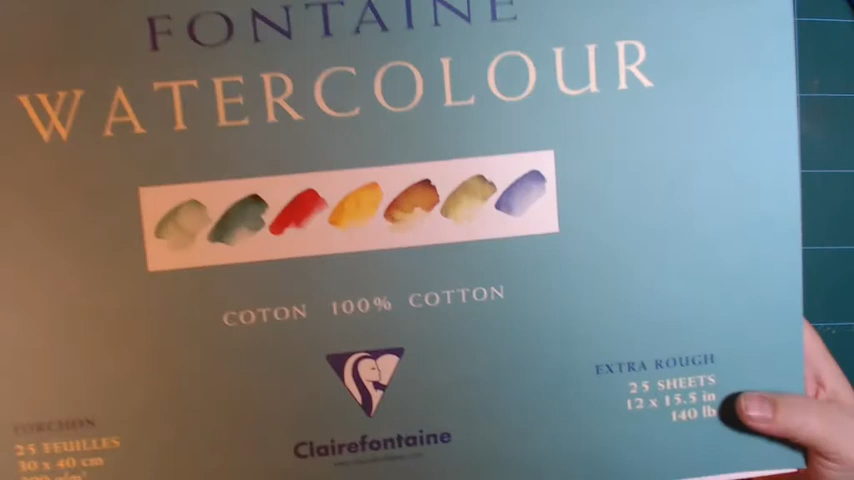 FONTAINE
WATERCOLOUR
COTON 100% COTTON
EXTRA ROUGH
25 SHEETS
12 x 15.5 in
140 lb
TORCHON
25 FEUILLES
30 x 40 cm
Clairefontaine